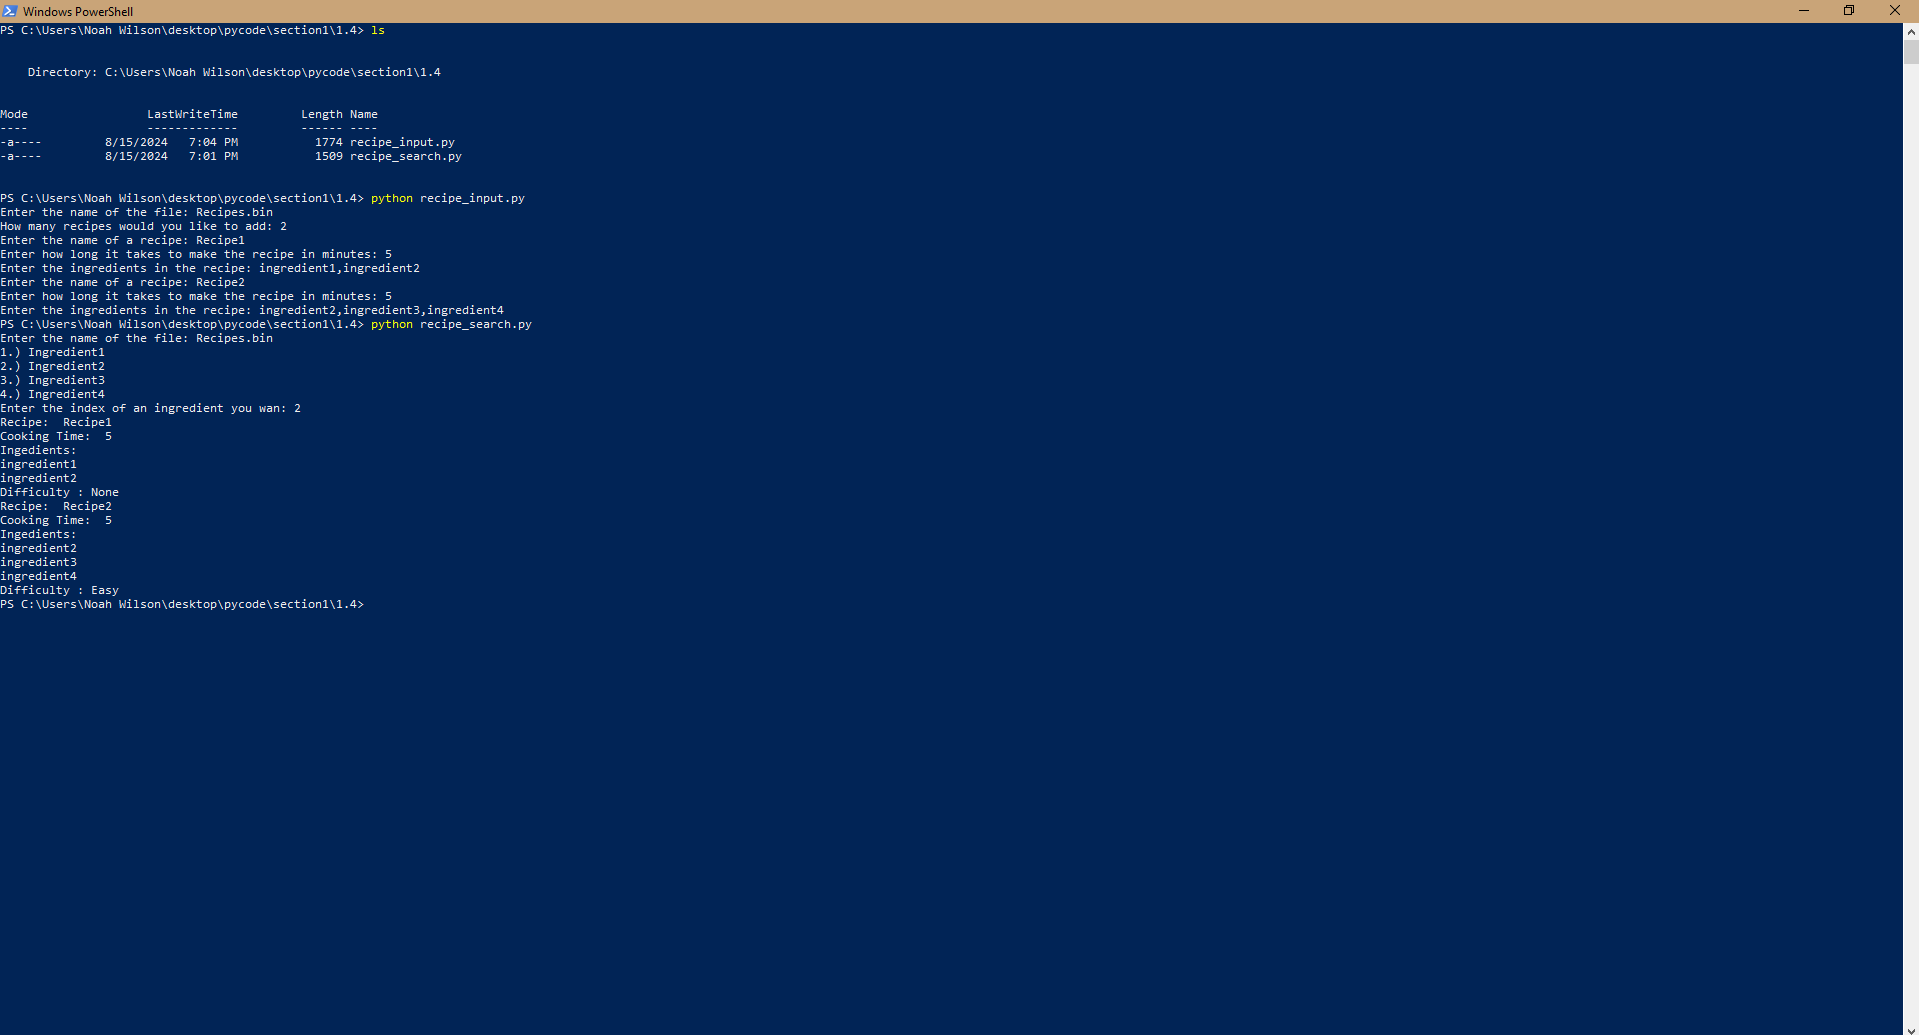 Windows PowerShell
PS C:\Users\Noah Wilson\desktop\pycode\section1\1.4> ls
    Directory: C:\Users\Noah Wilson\desktop\pycode\section1\1.4
Mode                 LastWriteTime         Length Name
----                 -------------         ------ ----
-a----         8/15/2024   7:04 PM           1774 recipe_input.py
-a----         8/15/2024   7:01 PM           1509 recipe_search.py
PS C:\Users\Noah Wilson\desktop\pycode\section1\1.4> python recipe_input.py
Enter the name of the file: Recipes.bin
How many recipes would you like to add: 2
Enter the name of a recipe: Recipe1
Enter how long it takes to make the recipe in minutes: 5
Enter the ingredients in the recipe: ingredient1,ingredient2
Enter the name of a recipe: Recipe2
Enter how long it takes to make the recipe in minutes: 5
Enter the ingredients in the recipe: ingredient2,ingredient3,ingredient4
PS C:\Users\Noah Wilson\desktop\pycode\section1\1.4> python recipe_search.py
Enter the name of the file: Recipes.bin
1.) Ingredient1
2.) Ingredient2
3.) Ingredient3
4.) Ingredient4
Enter the index of an ingredient you wan: 2
Recipe:  Recipe1
Cooking Time:  5
Ingedients:
ingredient1
ingredient2
Difficulty : None
Recipe:  Recipe2
Cooking Time:  5
Ingedients:
ingredient2
ingredient3
ingredient4
Difficulty : Easy
PS C:\Users\Noah Wilson\desktop\pycode\section1\1.4>